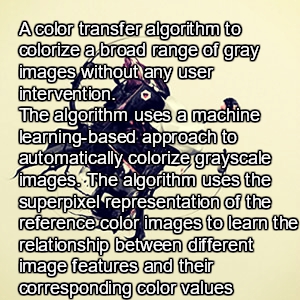 A color transfer algorithm to
colorize a broad range of gray
images without any user
intervention.
The algorithm uses a machine
learning-based approach to
automatically colorize grayscale
images. The algorithm uses the
superpixel representation of the
reference color images to learn the
relationship between different
image features and their
corresponding color values